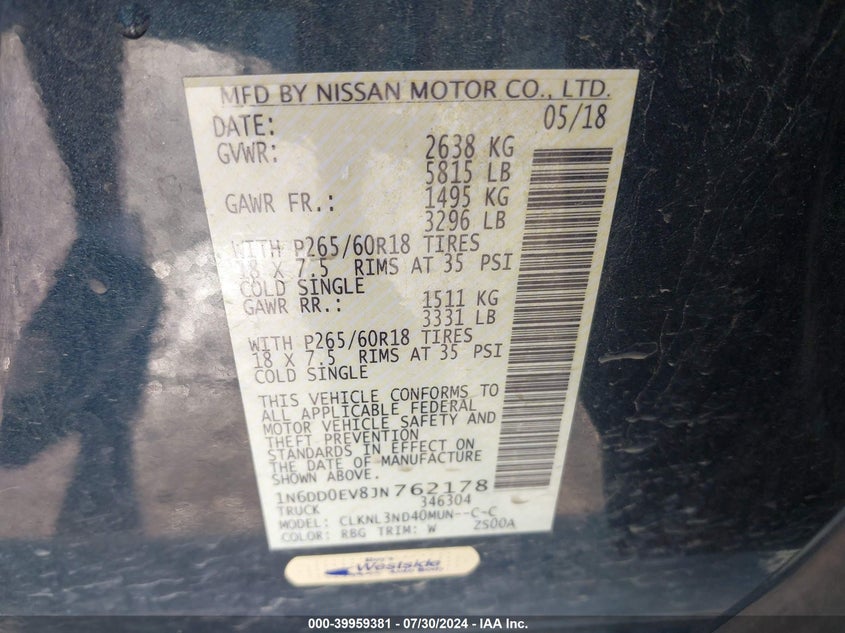 MFD BY NISSAN MOTOR CO., LTD.
DATE: 05/18
GVWR: 2638 KG
5815 LB
GAWR FR.: 1495 KG
3296 LB
WITH P265/60R18 TIRES
18 X 7.5 RIMS AT 35 PSI
COLD SINGLE
GAWR RR.: 1511 KG
3331 LB
WITH P265/60R18 TIRES
18 X 7.5 RIMS AT 35 PSI
COLD SINGLE
THIS VEHICLE CONFORMS TO
ALL APPLICABLE FEDERAL
MOTOR VEHICLE SAFETY AND
THEFT PREVENTION
STANDARDS IN EFFECT ON
THE DATE OF MANUFACTURE
SHOWN ABOVE.
1N6DD0EV8JN762178
TRUCK 346304
MODEL: CLKNL3ND40MUN--C-C
COLOR: RBG TRIM: W 2S00A
Westside
000-39959381 - 07/30/2024 - IAA Inc.